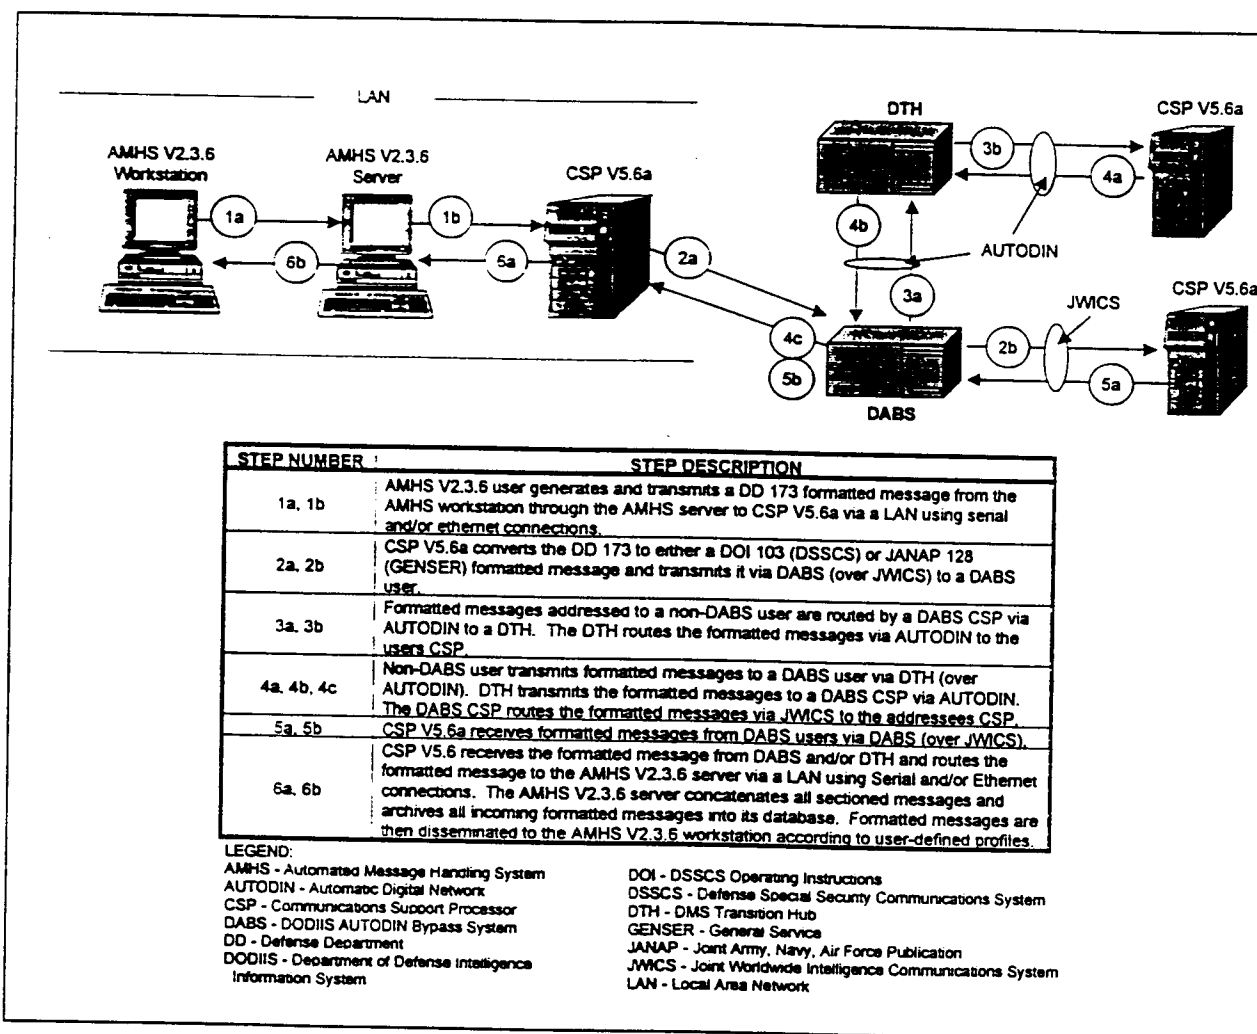 LAN
AMHS V2.3.6
Workstation
AMHS V2.3.6
Server
CSP V5.6a
DTH
CSP V5.6a
1a
1b
6b
6a
2a
3b
4a
4b
AUTODIN
3a
4c
5b
DABS
2b
JWICS
5a
CSP V5.6a
STEP NUMBER STEP DESCRIPTION
1a, 1b
AMHS V2.3.6 user generates and transmits a DD 173 formatted message from the
AMHS workstation through the AMHS server to CSP V5.6a via a LAN using serial
and/or ethernet connections.
2a, 2b
CSP V5.6a converts the DD 173 to either a DOI 103 (DSSCS) or JANAP 128
(GENSER) formatted message and transmits it via DABS (over JWICS) to a DABS
user.
3a, 3b
Formatted messages addressed to a non-DABS user are routed by a DABS CSP via
AUTODIN to a DTH. The DTH routes the formatted messages via AUTODIN to the
users CSP.
4a, 4b, 4c
Non-DABS user transmits formatted messages to a DABS user via DTH (over
AUTODIN). DTH transmits the formatted messages to a DABS CSP via AUTODIN.
The DABS CSP routes the formatted messages via JWICS to the addressees CSP.
5a, 5b
CSP V5.6a receives formatted messages from DABS users via DABS (over JWICS).
6a, 6b
CSP V5.6 receives the formatted message from DABS and/or DTH and routes the
formatted message to the AMHS V2.3.6 server via a LAN using Serial and/or Ethernet
connections. The AMHS V2.3.6 server concatenates all sectioned messages and
archives all incoming formatted messages into its database. Formatted messages are
then disseminated to the AMHS V2.3.6 workstation according to user-defined profiles.
LEGEND:
AMHS - Automated Message Handling System
AUTODIN - Automatic Digital Network
CSP - Communications Support Processor
DABS - DODIIS AUTODIN Bypass System
DD - Defense Department
DODIIS - Department of Defense Intelligence
Information System
DOI - DSSCS Operating Instructions
DSSCS - Defense Special Security Communications System
DTH - DMS Transition Hub
GENSER - General Service
JANAP - Joint Army, Navy, Air Force Publication
JWICS - Joint Worldwide Intelligence Communications System
LAN - Local Area Network